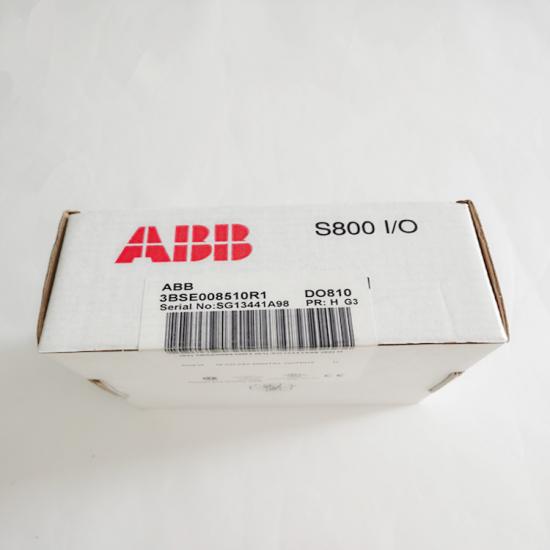 ABB
S800 I/O
ABB
3BSE008510R1 DO810
Serial No:SG13441A98 PR: H G3